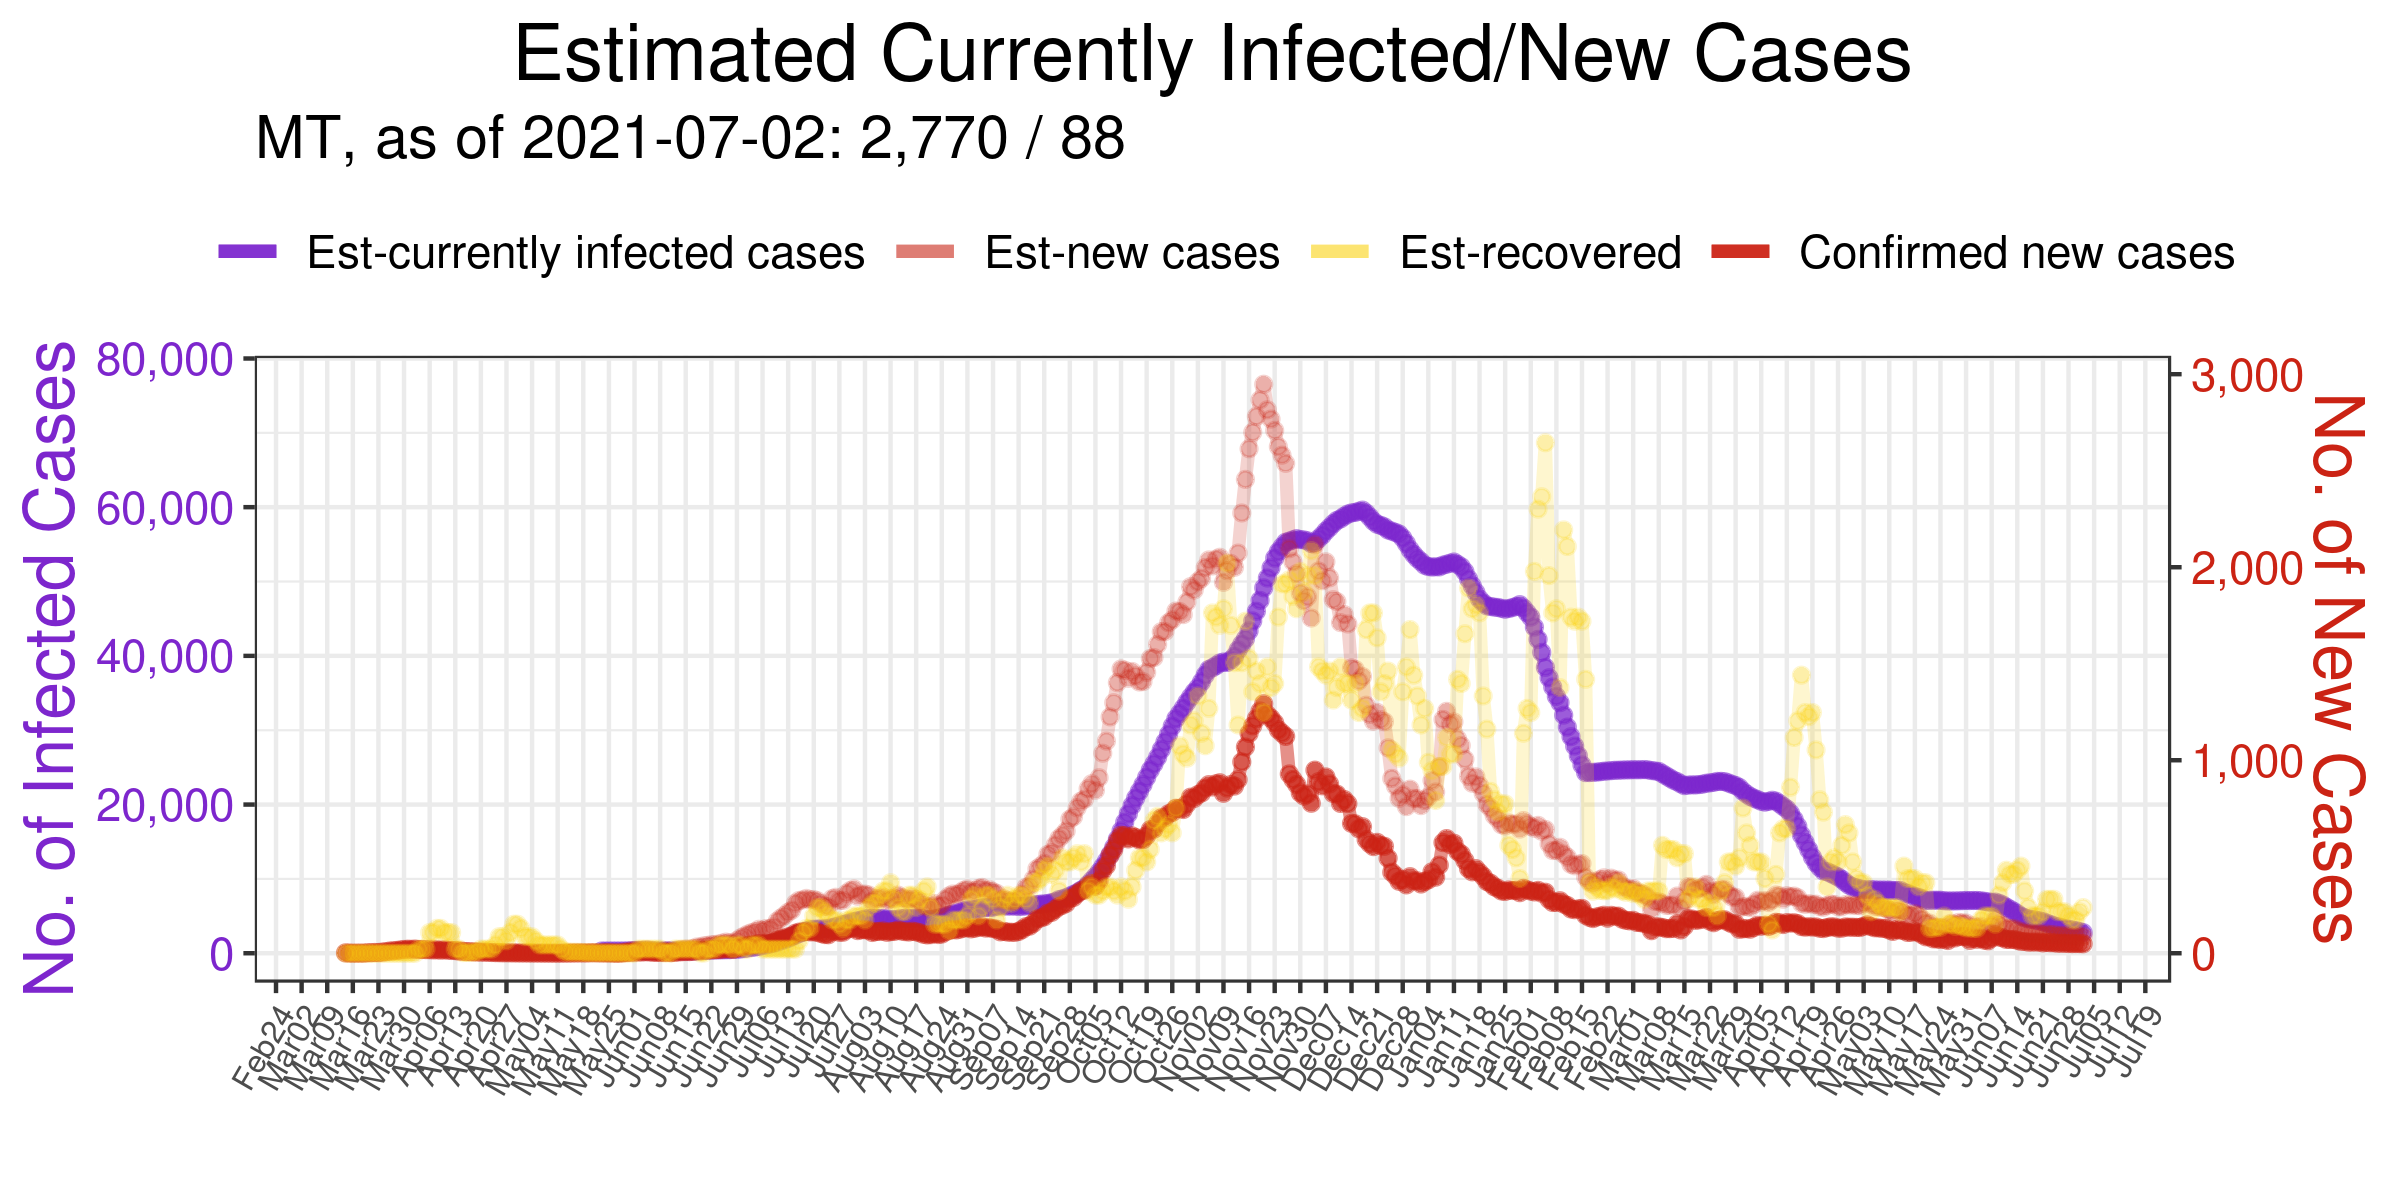 Estimated Currently Infected/New Cases
MT, as of 2021-07-02: 2,770 / 88
Est-currently infected cases Est-new cases Est-recovered Confirmed new cases
No. of Infected Cases
80,000
60,000
40,000
20,000
0
3,000
2,000
1,000
0
No. of New Cases
Feb24 Mar02 Mar09 Mar16 Mar23 Mar30 Apr06 Apr13 Apr20 Apr27 May04 May11 May18 May25 Jun01 Jun08 Jun15 Jun22 Jun29 Jul06 Jul13 Jul20 Jul27 Aug03 Aug10 Aug17 Aug24 Aug31 Sep07 Sep14 Sep21 Sep28 Oct05 Oct12 Oct19 Oct26 Nov02 Nov09 Nov16 Nov23 Nov30 Dec07 Dec14 Dec21 Dec28 Jan04 Jan11 Jan18 Jan25 Feb01 Feb08 Feb15 Feb22 Mar01 Mar08 Mar15 Mar22 Mar29 Apr05 Apr12 Apr19 Apr26 May03 May10 May17 May24 May31 Jun07 Jun14 Jun21 Jun28 Jul05 Jul12 Jul19